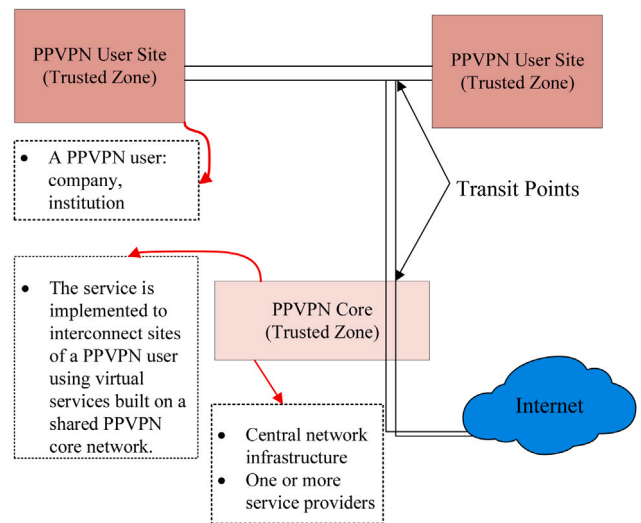 PPVPN User Site
(Trusted Zone)
PPVPN User Site
(Trusted Zone)
• A PPVPN user:
company,
institution
Transit Points
• The service is
implemented to
interconnect sites
of a PPVPN user
using virtual
services built on a
shared PPVPN
core network.
PPVPN Core
(Trusted Zone)
Internet
• Central network
infrastructure
• One or more
service providers